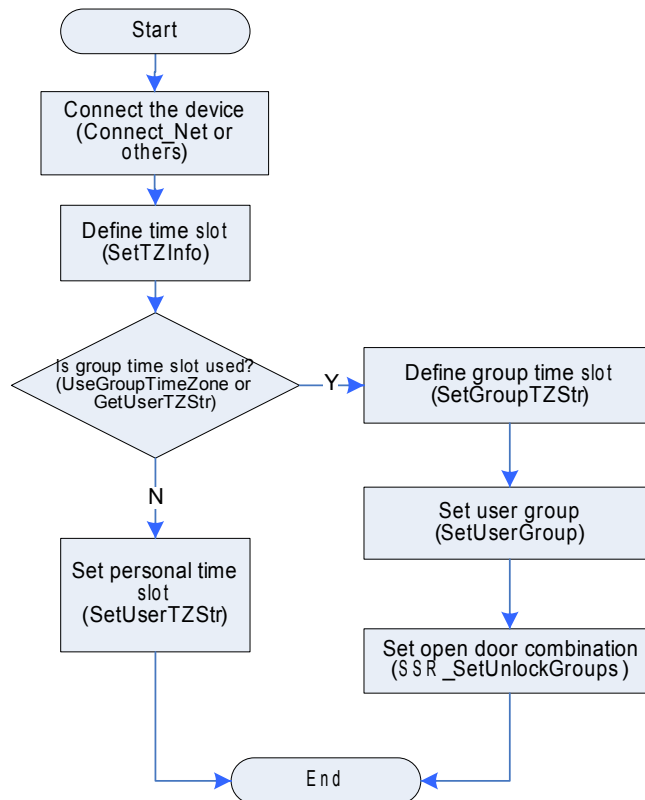 Start
Connect the device
(Connect_Net or
others)
Define time slot
(SetTZInfo)
Is group time slot used?
(UseGroupTimeZone or
GetUserTZStr)
Y
Define group time slot
(SetGroupTZStr)
N
Set user group
(SetUserGroup)
Set personal time
slot
(SetUserTZStr)
Set open door combination
(SSR_SetUnlockGroups)
End